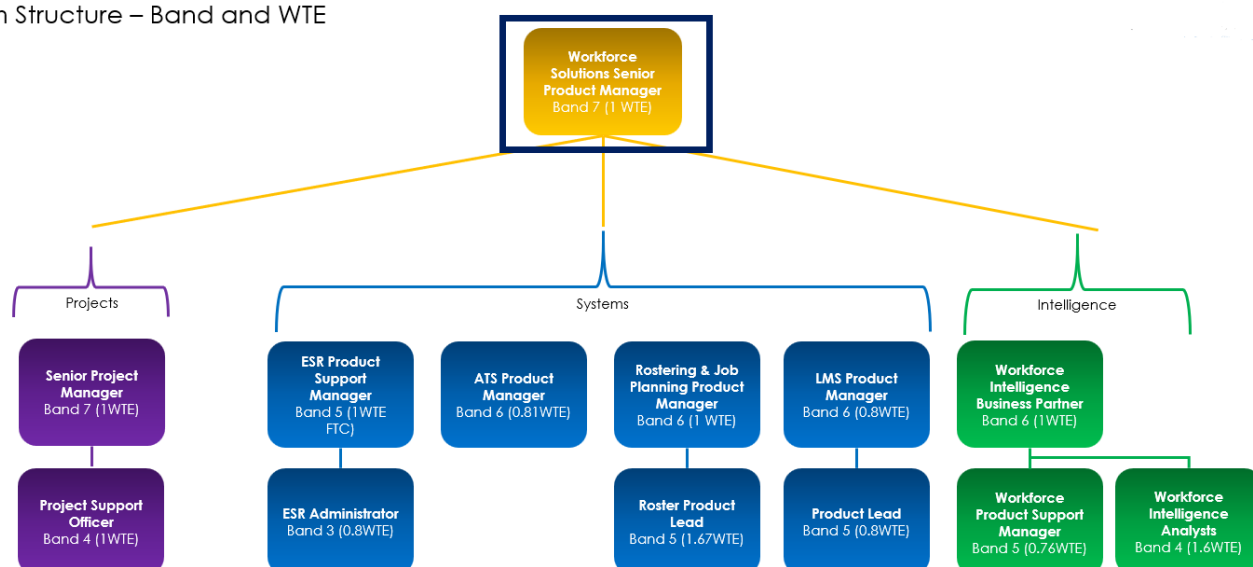 Structure – Band and WTE
Workforce
Solutions Senior
Product Manager
Band 7 (1 WTE)
Projects
Systems
Intelligence
Senior Project
Manager
Band 7 (1WTE)
ESR Product
Support
Manager
Band 5 (1WTE
FTC)
ATS Product
Manager
Band 6 (0.81WTE)
Rostering & Job
Planning Product
Manager
Band 6 (1 WTE)
LMS Product
Manager
Band 6 (0.8WTE)
Workforce
Intelligence
Business Partner
Band 6 (1WTE)
Project Support
Officer
Band 4 (1WTE)
ESR Administrator
Band 3 (0.8WTE)
Roster Product
Lead
Band 5 (1.67WTE)
Product Lead
Band 5 (0.8WTE)
Workforce
Product Support
Manager
Band 5 (0.76WTE)
Workforce
Intelligence
Analysts
Band 4 (1.6WTE)